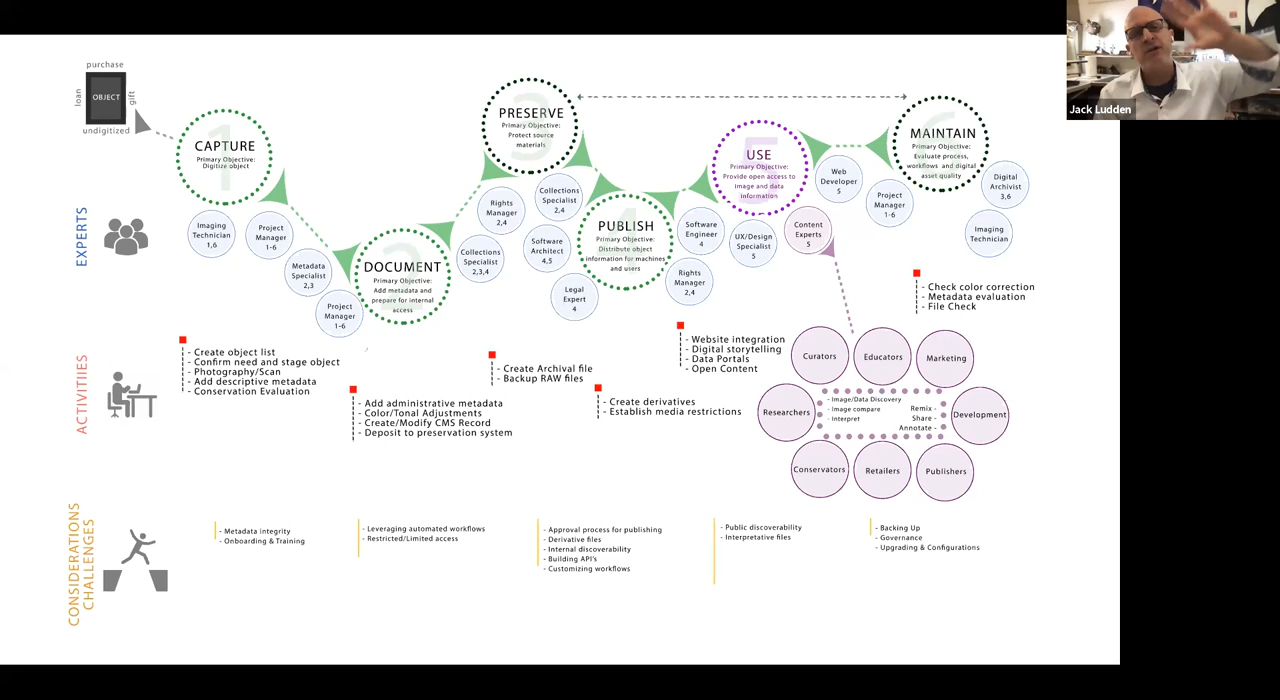 purchase
loan
OBJECT
gift
undigitized
1
CAPTURE
Primary Objective:
Digitize object
2
DOCUMENT
Primary Objective:
Add metadata and
prepare for internal
access
3
PRESERVE
Primary Objective:
Protect source
materials
4
PUBLISH
Primary Objective:
Distribute object
information for machines
and users
5
USE
Primary Objective:
Provide open access to
image and data
information
6
MAINTAIN
Primary Objective:
Evaluate process,
workflows and digital
asset quality
Jack Ludden
EXPERTS
Imaging
Technician
1,6
Project
Manager
1-6
Metadata
Specialist
2,3
Project
Manager
1-6
Collections
Specialist
2,3,4
Rights
Manager
2,4
Collections
Specialist
2,4
Software
Architect
4,5
Legal
Expert
4
Software
Engineer
4
Rights
Manager
2,4
UX/Design
Specialist
5
Content
Experts
5
Web
Developer
5
Project
Manager
1-6
Digital
Archivist
3,6
Imaging
Technician
ACTIVITIIES
- Create object list
- Confirm need and stage object
- Photography/Scan
- Add descriptive metadata
- Conservation Evaluation
- Add administrative metadata
- Color/Tonal Adjustments
- Create/Modify CMS Record
- Deposit to preservation system
- Create Archival file
- Backup RAW files
- Create derivatives
- Establish media restrictions
- Website integration
- Digital storytelling
- Data Portals
- Open Content
- Check color correction
- Metadata evaluation
- File Check
Curators
Educators
Marketing
Researchers
- Image/Data Discovery
- Image compare
- Interpret
Remix -
Share -
Annotate -
Development
Conservators
Retailers
Publishers
CONSIDERATIONS
CHALLENGES
- Metadata integrity
- Onboarding & Training
- Leveraging automated workflows
- Restricted/Limited access
- Approval process for publishing
- Derivative files
- Internal discoverability
- Building API's
- Customizing workflows
- Public discoverability
- Interpretive files
- Backing Up
- Governance
- Upgrading & Configurations